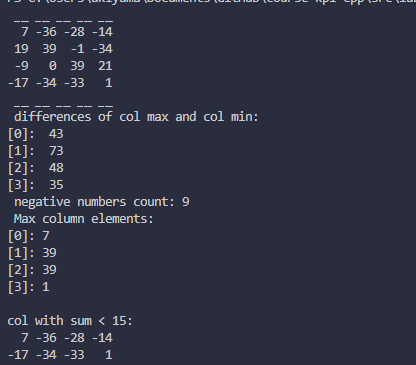 __ __ __ __ __
7 -36 -28 -14
19 39 -1 -34
-9 0 39 21
-17 -34 -33 1
__ __ __ __ __
differences of col max and col min:
[0]: 43
[1]: 73
[2]: 48
[3]: 35
negative numbers count: 9
Max column elements:
[0]: 7
[1]: 39
[2]: 39
[3]: 1
col with sum < 15:
7 -36 -28 -14
-17 -34 -33 1